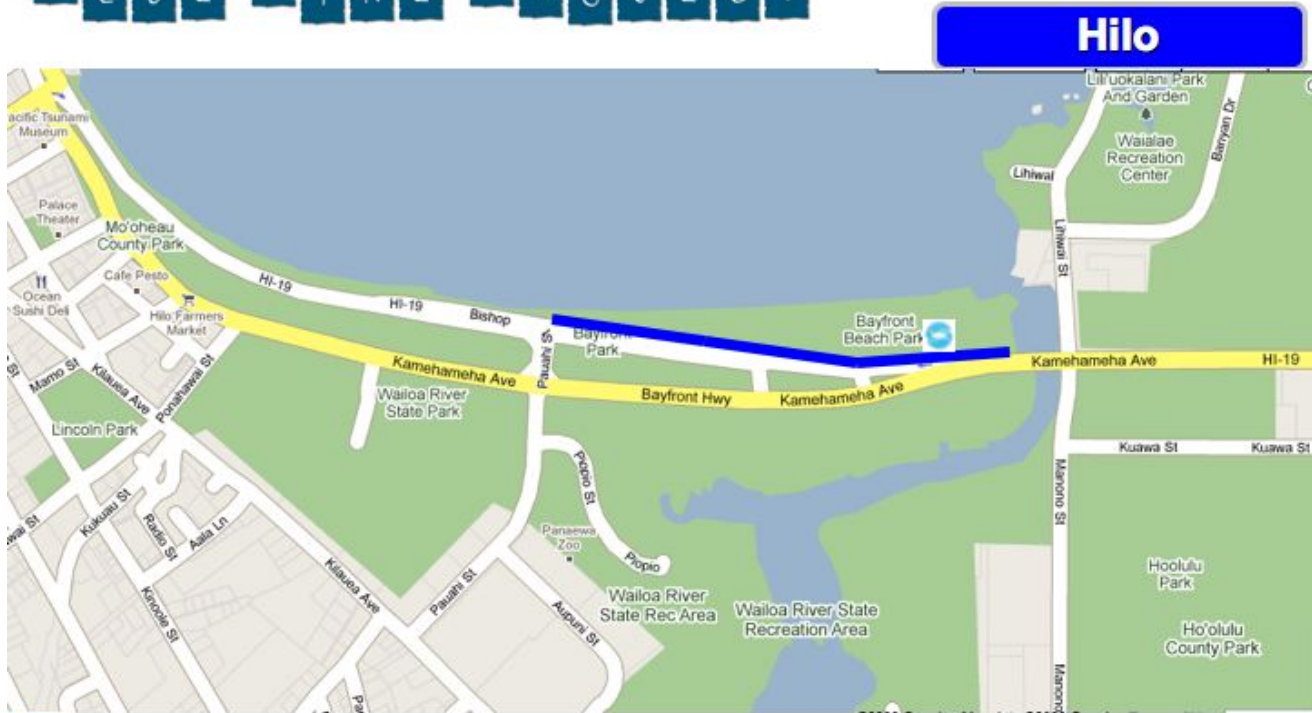 Hilo
Lili'uokalani Park
And Garden
Banyan Dr
Waialae
Recreation
Center
acific Tsunami
Museum
Palace
Theater
Mo'oheau
County Park
Cafe Pesto
Ocean
Sushi Deli
Hilo Farmers
Market
HI-19
HI-19
Bishop
Pauahi St
Park
Bayfront
Beach Park
Lihiwai St
Kamehameha Ave
HI-19
Kamehameha Ave
Bayfront Hwy
Kamehameha Ave
Wailoa River
State Park
Mamo St
Kilauea Ave
Ponahawai St
Lincoln Park
wai St
Kukuau St
Radio St
Aala Ln
Kinoole St
Kilauea Ave
Pauahi St
Aupuni St
Piopio St
Piopio
Panaewa
Zoo
Wailoa River
State Rec Area
Wailoa River State
Recreation Area
Kuawa St
Kuawa St
Manono St
Hoolulu
Park
Ho'olulu
County Park